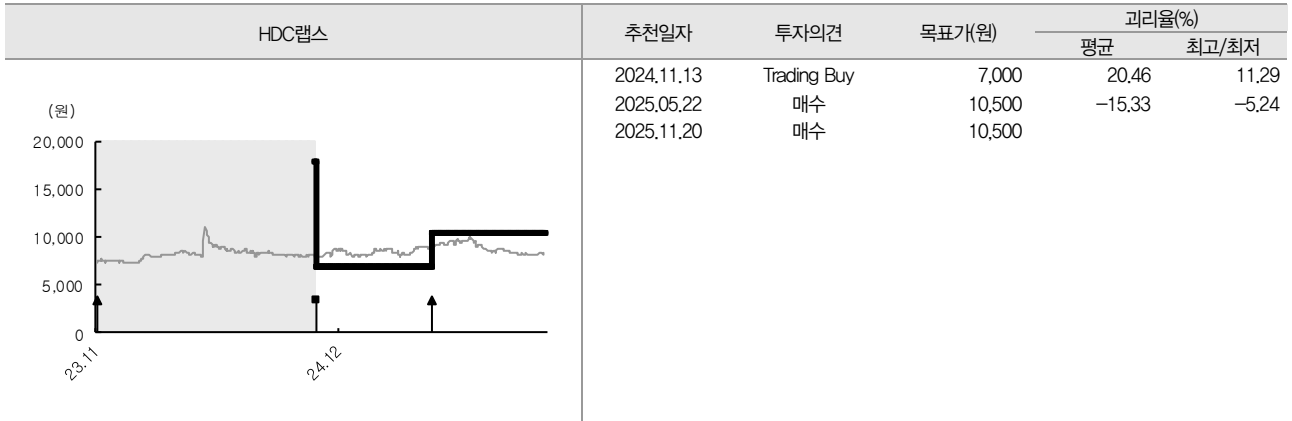 HDC랩스 추천일자 투자의견 목표가(원) 괴리율(%)
평균 최고/최저
2024.11.13 Trading Buy 7,000 20.46 11.29
2025.05.22 매수 10,500 -15.33 -5.24
2025.11.20 매수 10,500
(원)
20,000
15,000
10,000
5,000
0
23.11
24.12